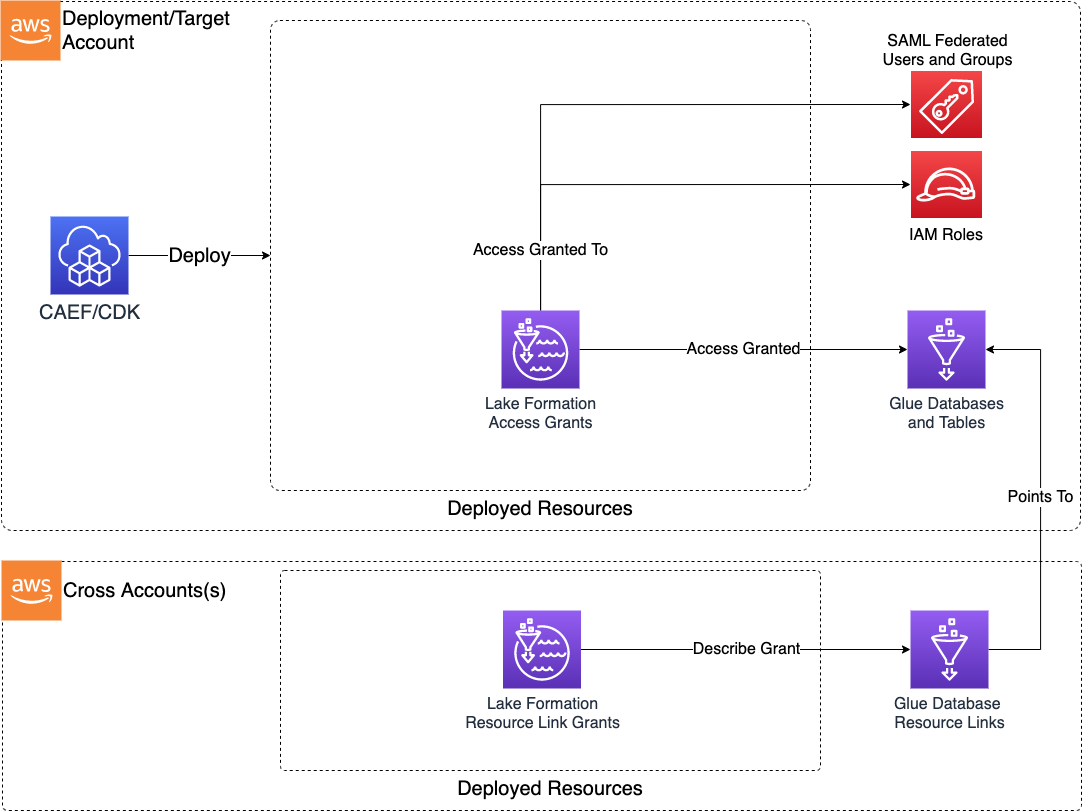 aws
Deployment/Target
Account
SAML Federated
Users and Groups
IAM Roles
Access Granted To
Deploy
CAEF/CDK
Access Granted
Lake Formation
Access Grants
Glue Databases
and Tables
Deployed Resources
Points To
aws
Cross Accounts(s)
Describe Grant
Lake Formation
Resource Link Grants
Glue Database
Resource Links
Deployed Resources